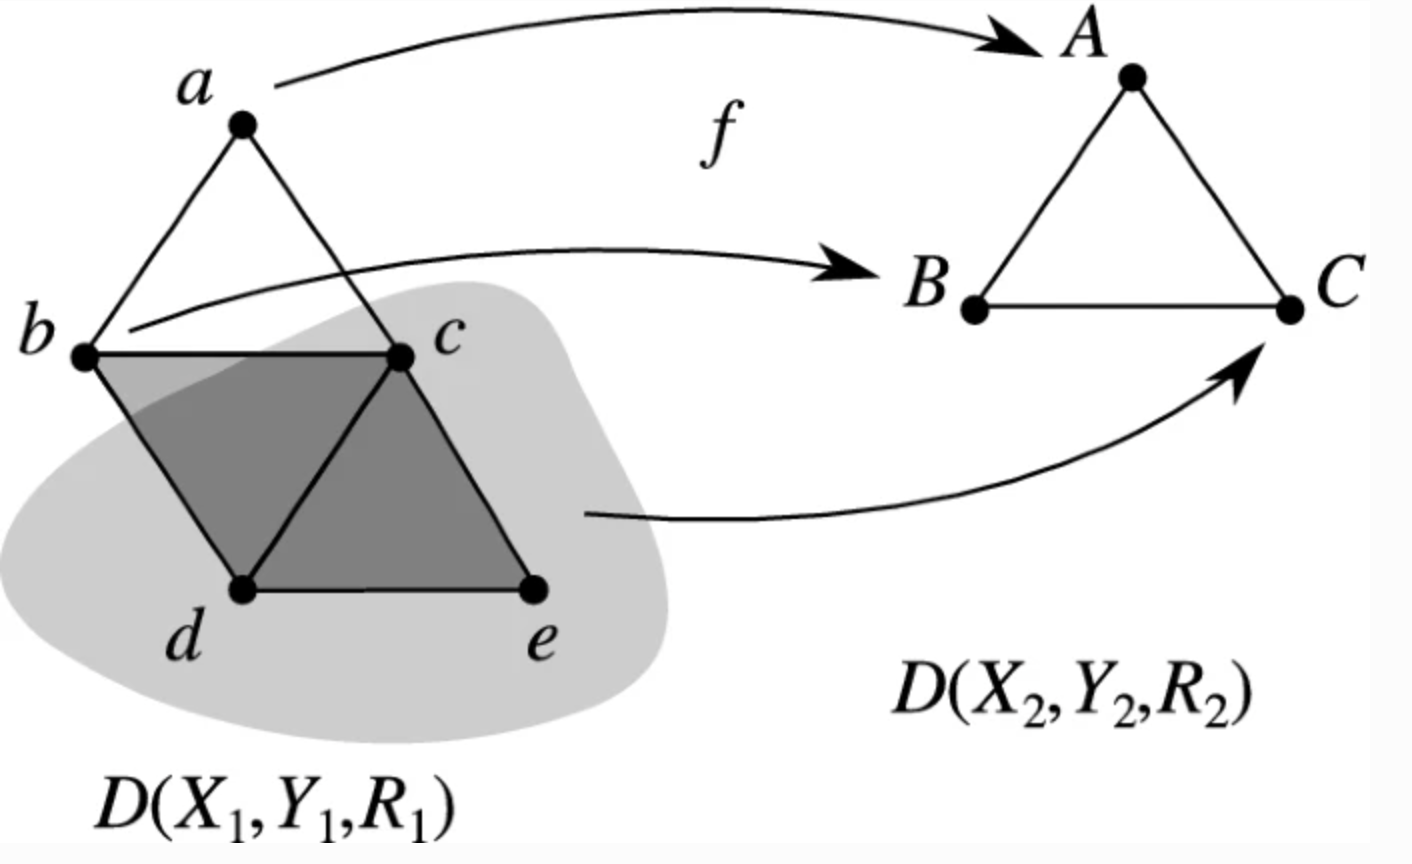 a
A
f
b
c
B
C
d
e
D(X₂,Y₂,R₂)
D(X₁,Y₁,R₁)